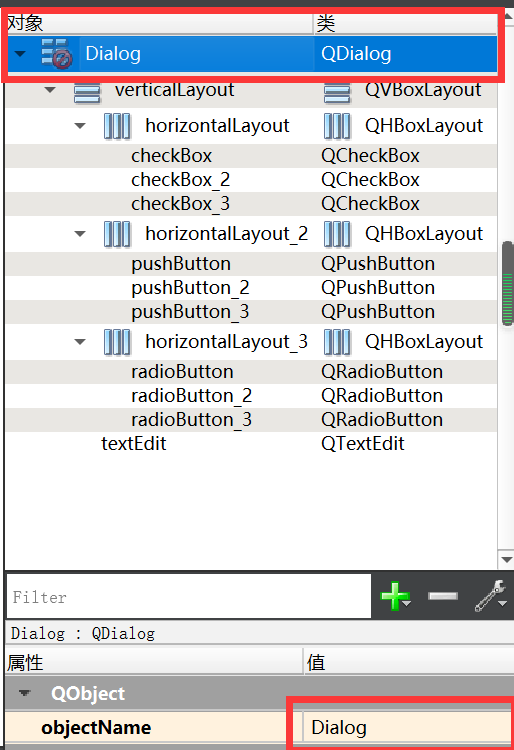 对象 类
Dialog QDialog
verticalLayout QVBoxLayout
horizontalLayout QHBoxLayout
checkBox QCheckBox
checkBox_2 QCheckBox
checkBox_3 QCheckBox
horizontalLayout_2 QHBoxLayout
pushButton QPushButton
pushButton_2 QPushButton
pushButton_3 QPushButton
horizontalLayout_3 QHBoxLayout
radioButton QRadioButton
radioButton_2 QRadioButton
radioButton_3 QRadioButton
textEdit QTextEdit
Filter
Dialog : QDialog
属性 值
QObject
objectName Dialog